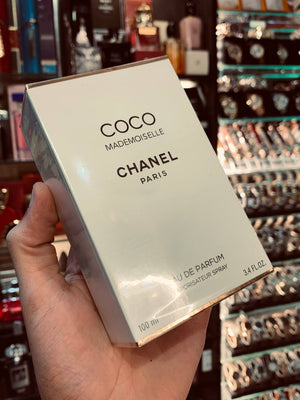 COCO
MADEMOISELLE
CHANEL
PARIS
EAU DE PARFUM
VAPORISATEUR SPRAY
100 ml
3.4 FL.OZ.